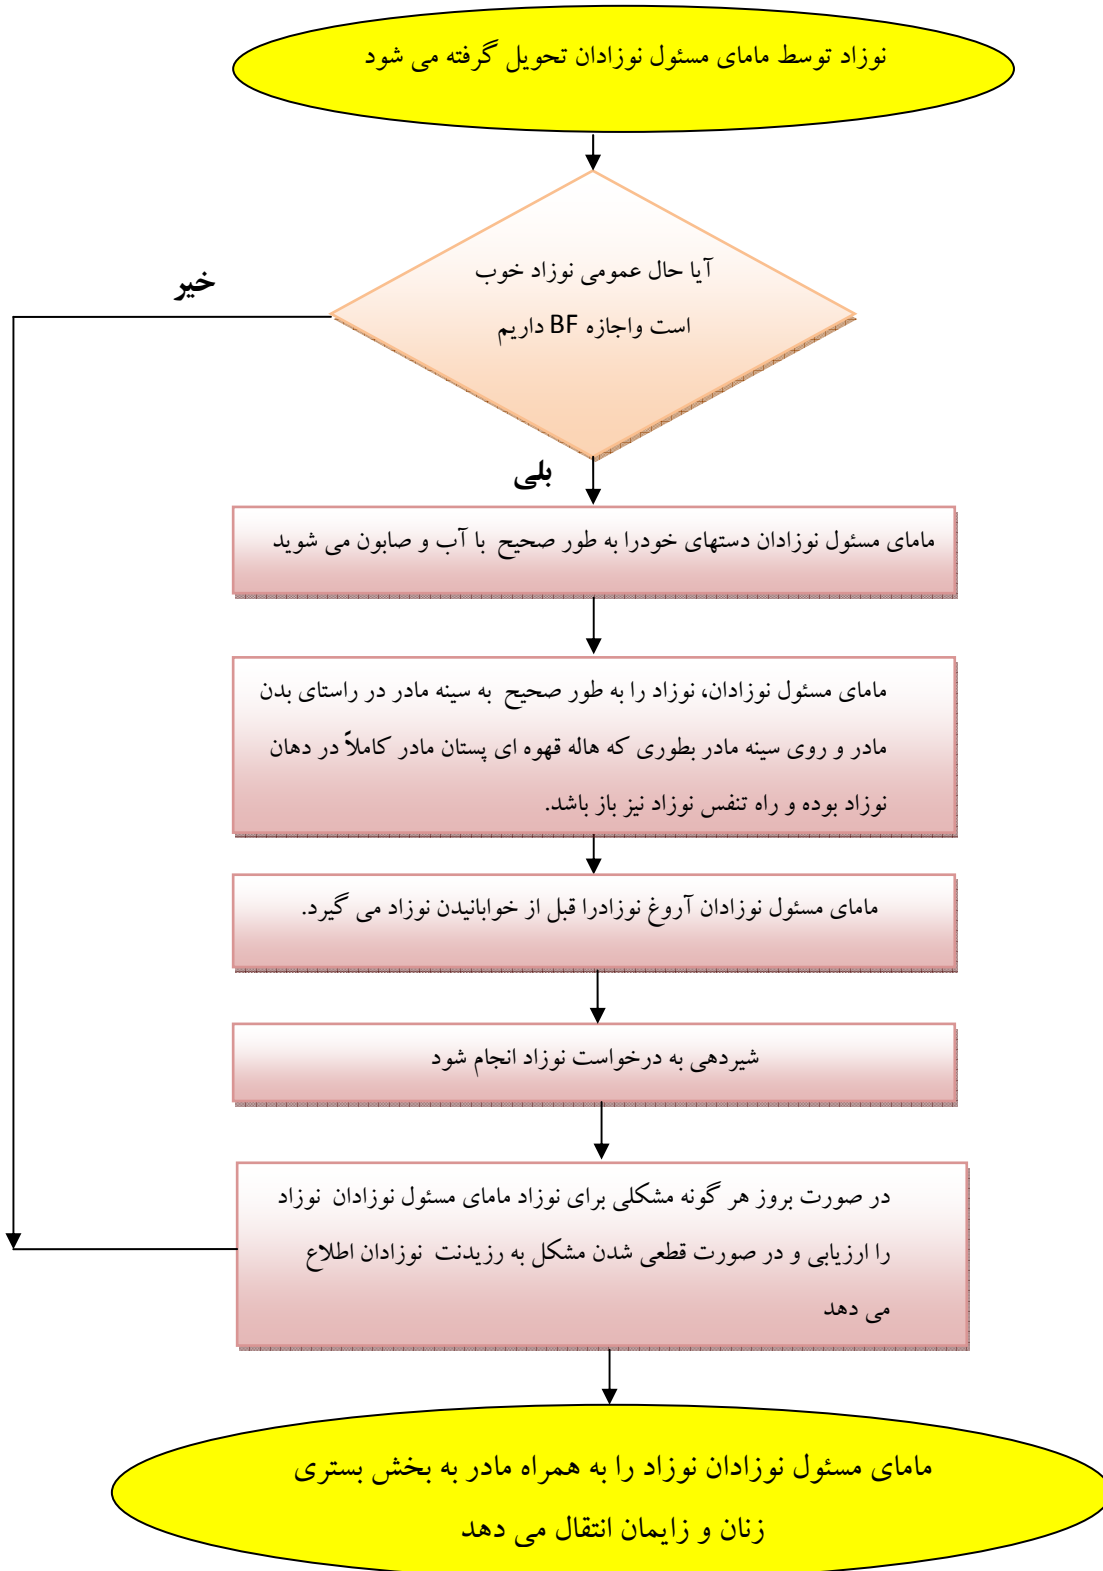 نوزاد توسط مامای مسئول نوزادان تحویل گرفته می شود
آیا حال عمومی نوزاد خوب
است واجازه BF داریم
خیر
بلی
مامای مسئول نوزادان دستهای خودرا به طور صحیح با آب و صابون می شوید
مامای مسئول نوزادان، نوزاد را به طور صحیح به سینه مادر در راستای بدن
مادر و روی سینه مادر بطوری که هاله قهوه ای پستان مادر کاملاً در دهان
نوزاد بوده و راه تنفس نوزاد نیز باز باشد.
مامای مسئول نوزادان آروغ نوزادرا قبل از خوابانیدن نوزاد می گیرد.
شیردهی به درخواست نوزاد انجام شود
در صورت بروز هر گونه مشکلی برای نوزاد مامای مسئول نوزادان نوزاد
را ارزیابی و در صورت قطعی شدن مشکل به رزیدنت نوزادان اطلاع
می دهد
مامای مسئول نوزادان نوزاد را به همراه مادر به بخش بستری
زنان و زایمان انتقال می دهد